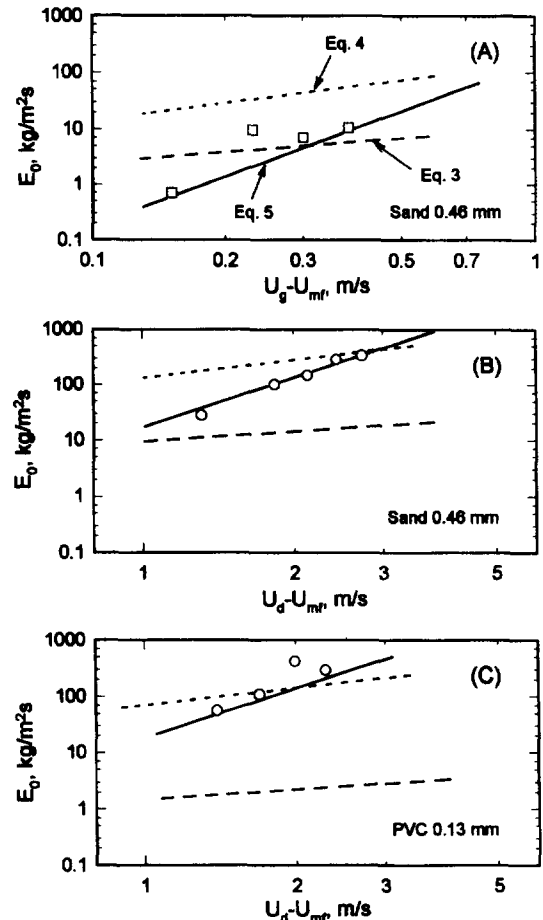 1000
100
10
1
0.1
E₀, kg/m²s
Eq. 4
(A)
Eq. 3
Eq. 5
Sand 0.46 mm
0.1
0.2
0.3
0.5
0.7
1
U_g-U_mf, m/s
1000
100
10
1
0.1
E₀, kg/m²s
(B)
Sand 0.46 mm
1
2
3
5
U_d-U_mf, m/s
1000
100
10
1
0.1
E₀, kg/m²s
(C)
PVC 0.13 mm
1
2
3
5
U_d-U_mf, m/s